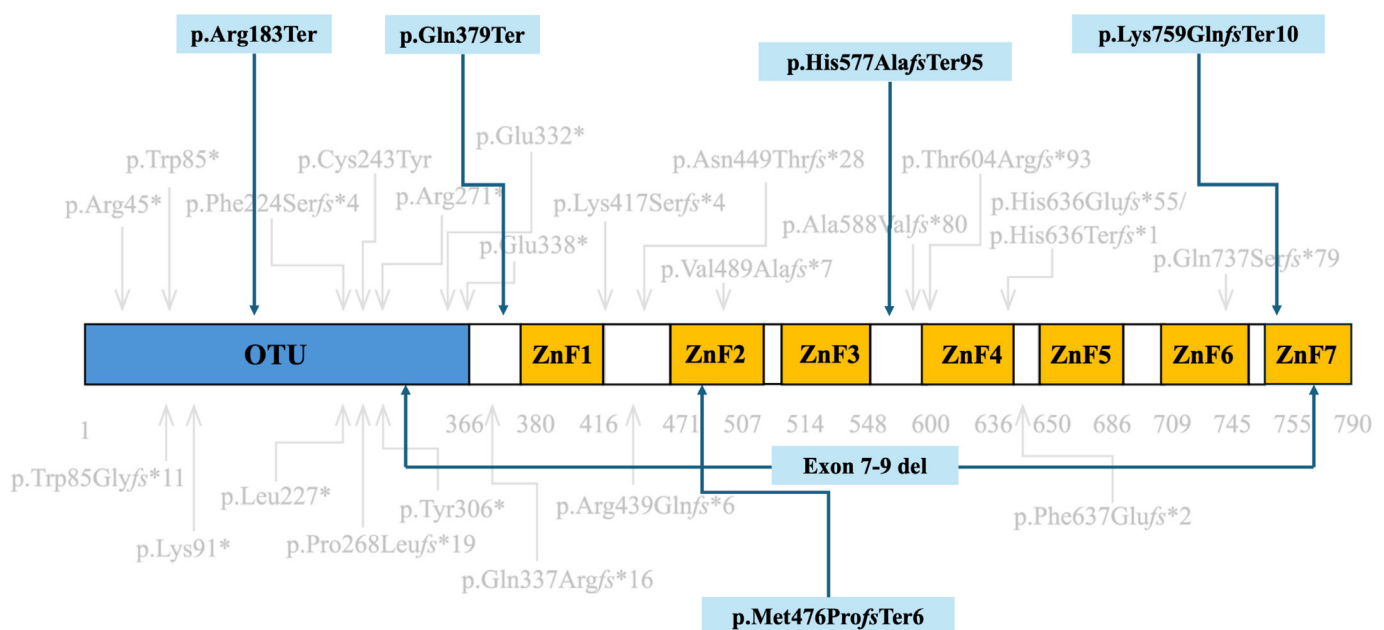 p.Arg183Ter
p.Gln379Ter
p.His577AlafsTer95
p.Lys759GlnfsTer10
p.Glu332*
p.Trp85*
p.Cys243Tyr
p.Asn449Thrfs*28
p.Thr604Argfs*93
p.Arg45*
p.Phe224Serfs*4
p.Arg271*
p.Lys417Serfs*4
p.Ala588Valfs*80
p.His636Glufs*55/
p.His636Terfs*1
p.Glu338*
p.Val489Alafs*7
p.Gln737Serfs*79
OTU ZnF1 ZnF2 ZnF3 ZnF4 ZnF5 ZnF6 ZnF7
1 366 380 416 471 507 514 548 600 636 650 686 709 745 755 790
Exon 7-9 del
p.Trp85Glyfs*11
p.Leu227*
p.Tyr306*
p.Arg439Glnfs*6
p.Phe637Glufs*2
p.Lys91*
p.Pro268Leufs*19
p.Gln337Argfs*16
p.Met476ProfsTer6